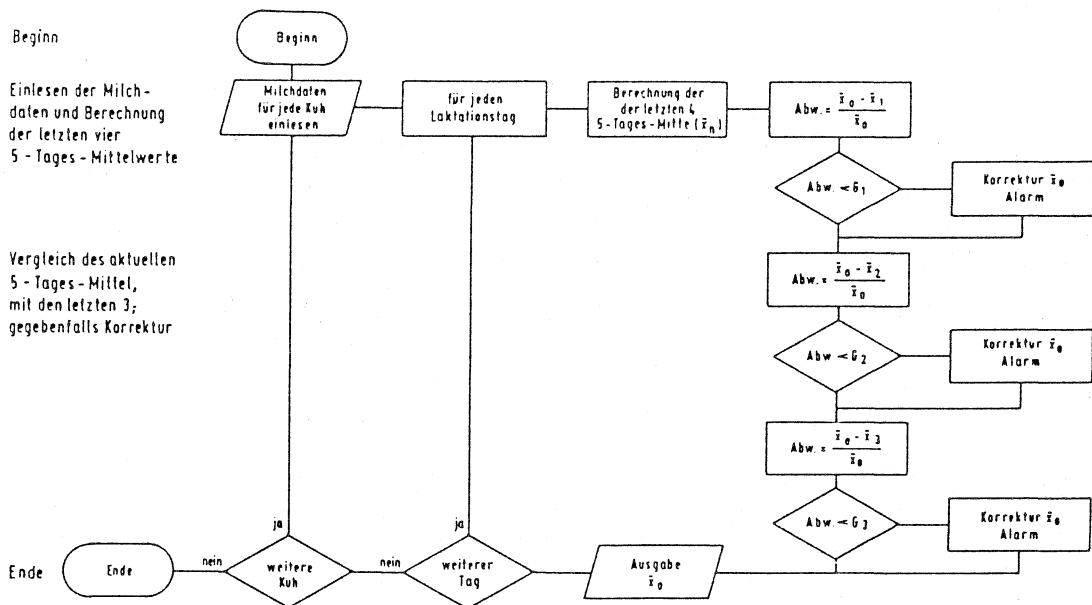 Beginn
Beginn
Einlesen der Milch-
daten und Berechnung
der letzten vier
5 - Tages - Mittelwerte
Milchdaten
für jede Kuh
einlesen
für jeden
Laktationstag
Berechnung der
der letzten 4
5-Tages-Mitte (x̄n)
Abw. = (x̄0 - x̄1) / x̄0
Abw. < G1
Korrektur x̄0
Alarm
Vergleich des aktuellen
5 - Tages - Mittel,
mit den letzten 3;
gegebenfalls Korrektur
Abw. = (x̄0 - x̄2) / x̄0
Abw < G2
Korrektur x̄0
Alarm
Abw. = (x̄0 - x̄3) / x̄0
Abw. < G3
Korrektur x̄0
Alarm
Ende
Ende
nein
ja
weitere
Kuh
nein
ja
weiterer
Tag
Ausgabe
x̄0